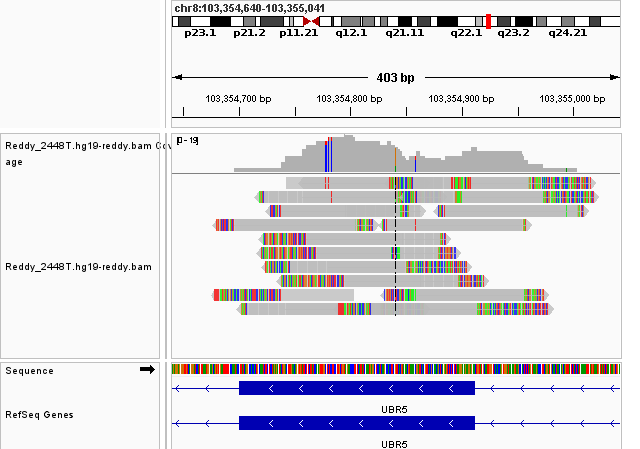 chr8:103,354,640-103,355,041
p23.1 p21.2 p11.21 q12.1 q21.11 q22.1 q23.2 q24.21
403 bp
103,354,700 bp 103,354,800 bp 103,354,900 bp 103,355,000 bp
Reddy_2448T.hg19-reddy.bam Cov
age
[0 - 19]
Reddy_2448T.hg19-reddy.bam
Sequence
UBR5
RefSeq Genes
UBR5